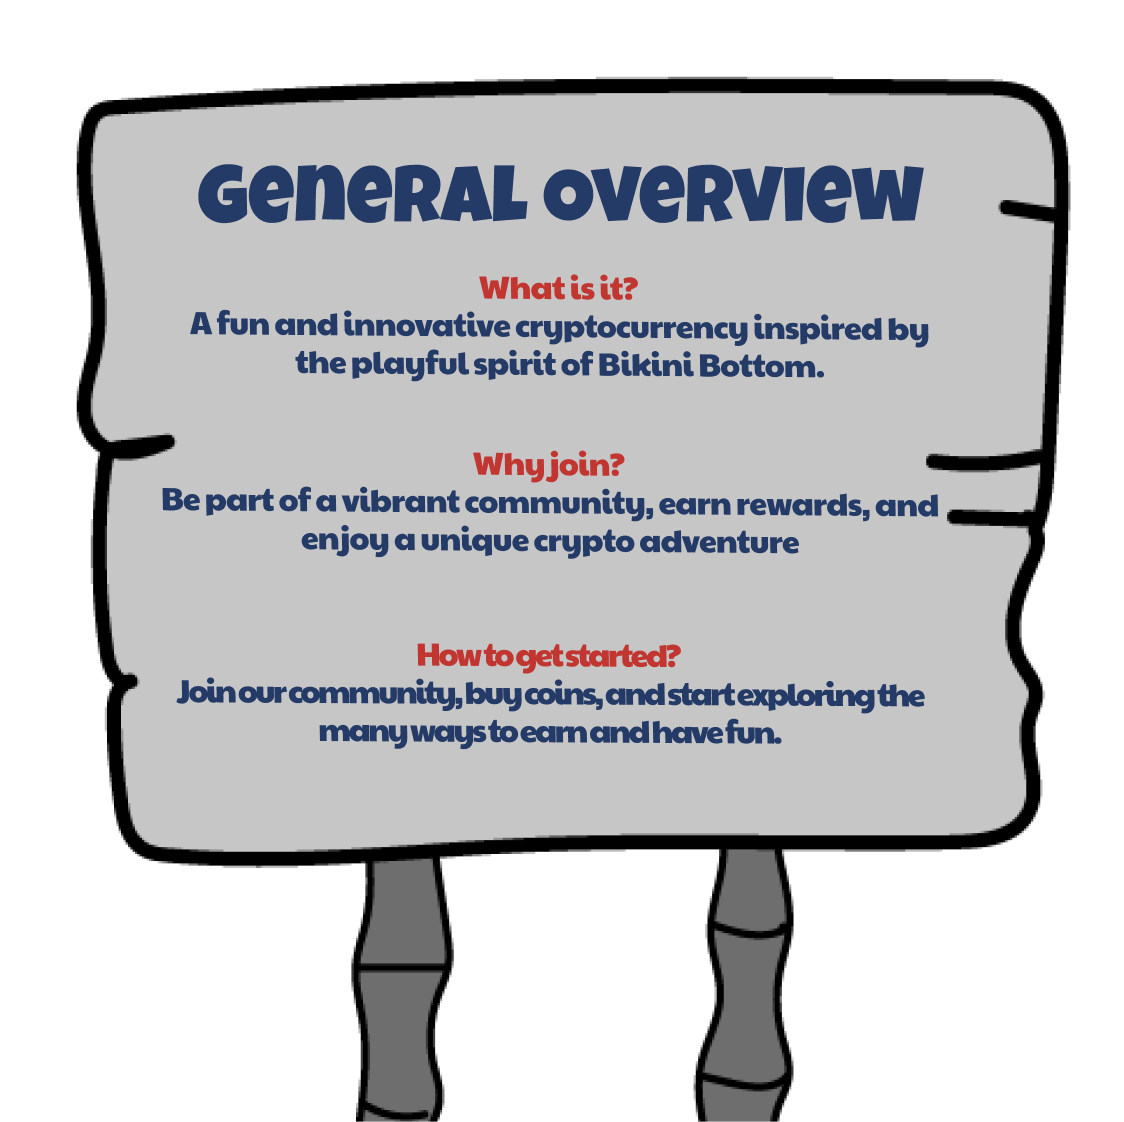 GENERAL OVERVIEW
What is it?
A fun and innovative cryptocurrency inspired by
the playful spirit of Bikini Bottom.
Why join?
Be part of a vibrant community, earn rewards, and
enjoy a unique crypto adventure
How to get started?
Join our community, buy coins, and start exploring the
many ways to earn and have fun.